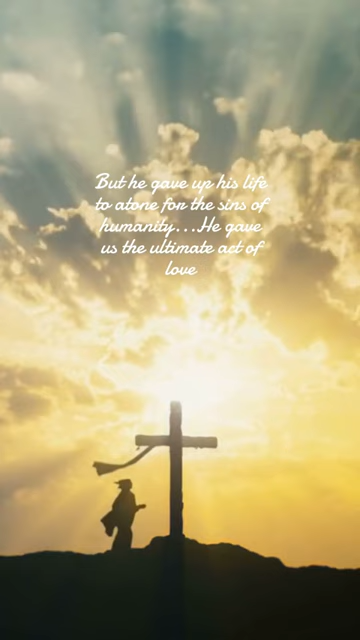 But he gave up his life
to atone for the sins of
humanity...He gave
us the ultimate act of
love